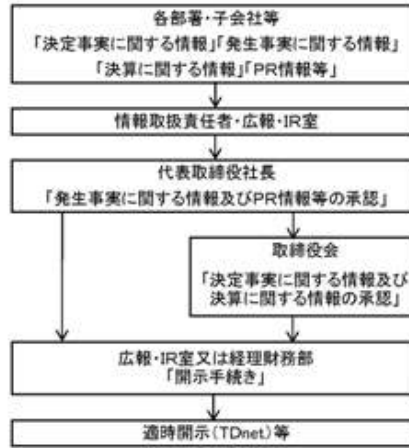 各部署・子会社等
「決定事実に関する情報」「発生事実に関する情報」
「決算に関する情報」「PR情報等」
情報取扱責任者・広報・IR室
代表取締役社長
「発生事実に関する情報及びPR情報等の承認」
取締役会
「決定事実に関する情報及び
決算に関する情報の承認」
広報・IR室又は経理財務部
「開示手続き」
適時開示(TDnet)等